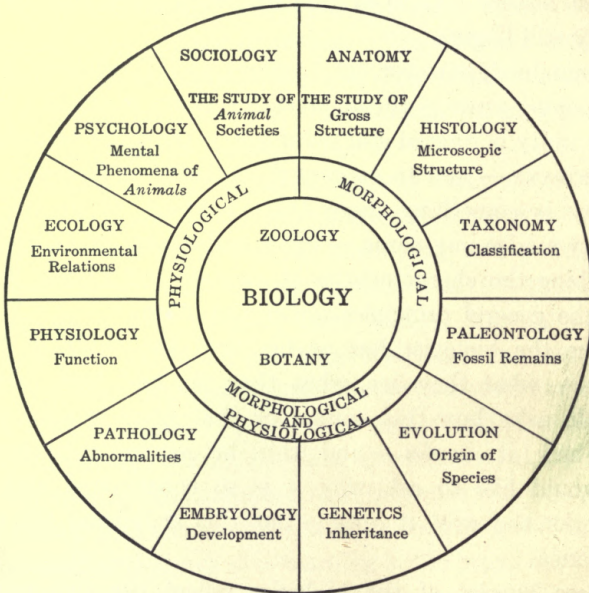 SOCIOLOGY
THE STUDY OF
Animal
Societies
ANATOMY
THE STUDY OF
Gross
Structure
HISTOLOGY
Microscopic
Structure
TAXONOMY
Classification
PALEONTOLOGY
Fossil Remains
EVOLUTION
Origin of
Species
GENETICS
Inheritance
EMBRYOLOGY
Development
PATHOLOGY
Abnormalities
PHYSIOLOGY
Function
ECOLOGY
Environmental
Relations
PSYCHOLOGY
Mental
Phenomena of
Animals
PHYSIOLOGICAL
MORPHOLOGICAL
MORPHOLOGICAL
AND
PHYSIOLOGICAL
ZOOLOGY
BIOLOGY
BOTANY